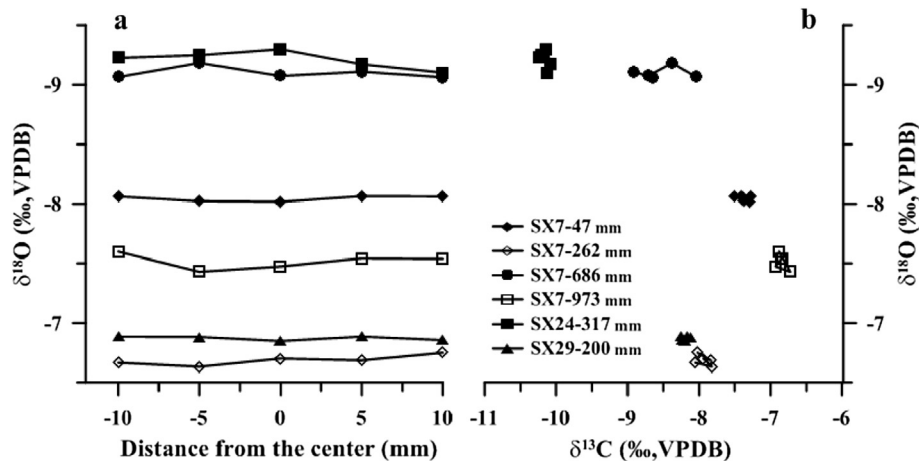 a
b
-9
-8
-7
δ18O (‰,VPDB)
-10 -5 0 5 10
Distance from the center (mm)
SX7-47 mm
SX7-262 mm
SX7-686 mm
SX7-973 mm
SX24-317 mm
SX29-200 mm
-9
-8
-7
δ18O (‰,VPDB)
-11 -10 -9 -8 -7 -6
δ13C (‰,VPDB)